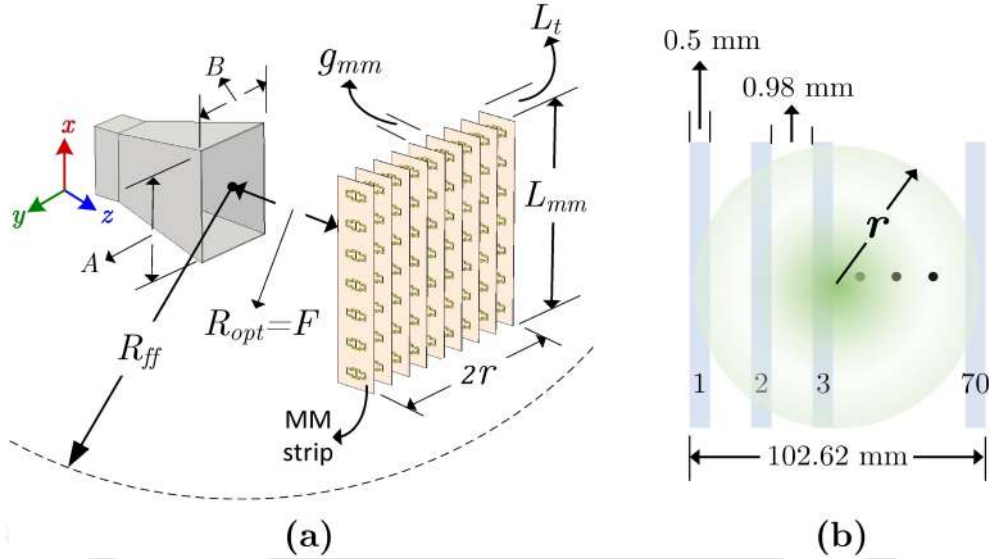 L_t
B
g_mm
x
y
z
A
L_mm
R_opt=F
R_ff
2r
MM
strip
(a)
0.5 mm
0.98 mm
r
1
2
3
70
102.62 mm
(b)